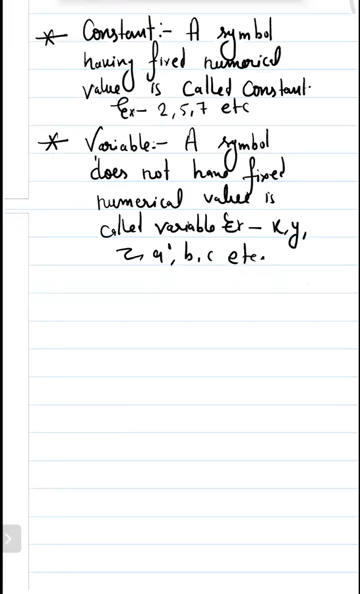 * Constant:- A symbol
having fixed numerical
value is called Constant.
Ex- 2, 5, 7 etc
* Variable:- A symbol
does not have fixed
numerical value is
called variable Ex - x, y,
z, a, b, c etc.